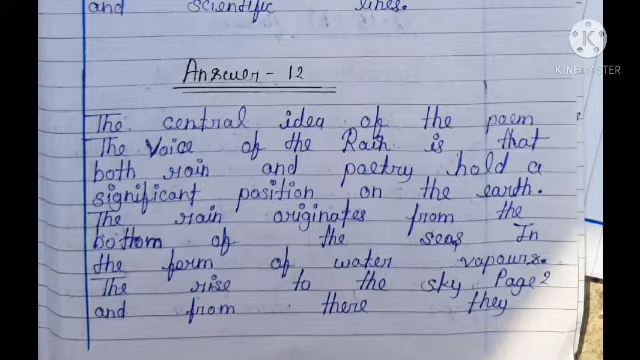 and scientific lines.
KINEMASTER
Answer - 12
The central idea of the poem
The Voice of the Rain is that
both rain and poetry hold a
significant position on the earth.
The rain originates from the
bottom of the seas In
the form of water vapours.
The rise to the sky Page 2
and from there they